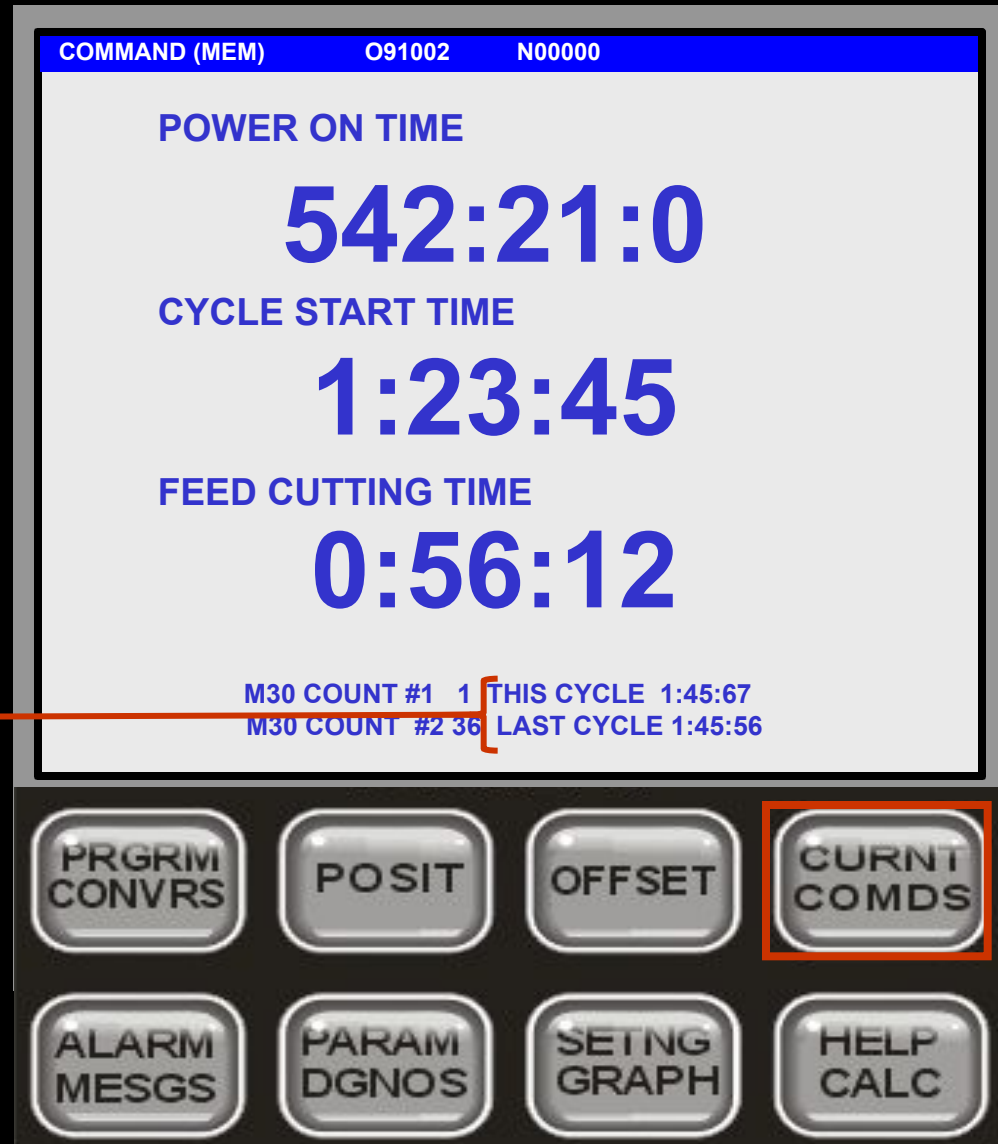 COMMAND (MEM) O91002 N00000
POWER ON TIME
542:21:0
CYCLE START TIME
1:23:45
FEED CUTTING TIME
0:56:12
M30 COUNT #1 1 THIS CYCLE 1:45:67
M30 COUNT #2 36 LAST CYCLE 1:45:56
PRGRM
CONVRS
POSIT
OFFSET
CURNT
COMDS
ALARM
MESGS
PARAM
DGNOS
SETNG
GRAPH
HELP
CALC